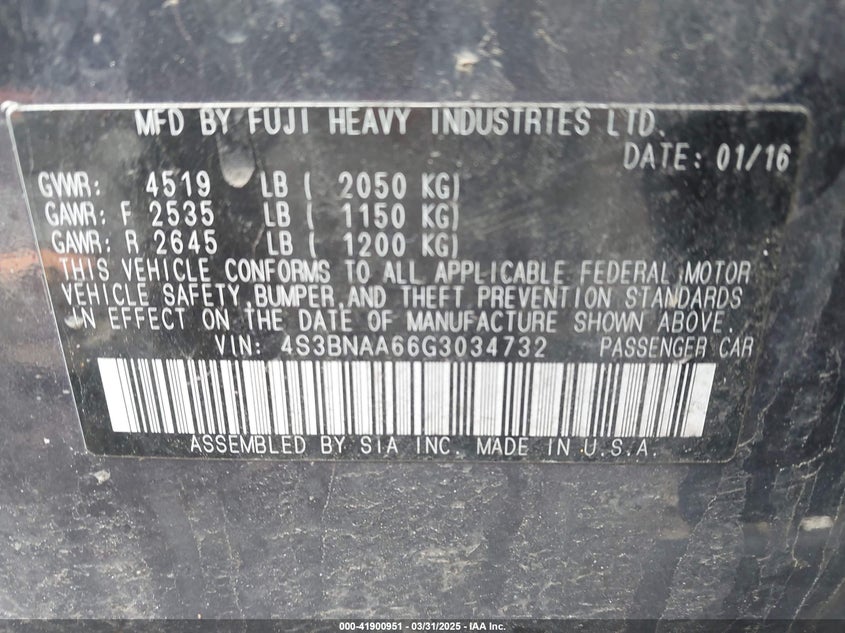 MFD BY FUJI HEAVY INDUSTRIES LTD.
DATE: 01/16
GVWR: 4519 LB ( 2050 KG)
GAWR: F 2535 LB ( 1150 KG)
GAWR: R 2645 LB ( 1200 KG)
THIS VEHICLE CONFORMS TO ALL APPLICABLE FEDERAL MOTOR
VEHICLE SAFETY, BUMPER, AND THEFT PREVENTION STANDARDS
IN EFFECT ON THE DATE OF MANUFACTURE SHOWN ABOVE.
VIN: 4S3BNAA66G3034732 PASSENGER CAR
ASSEMBLED BY SIA INC. MADE IN U.S.A.
000-41900951 - 03/31/2025 - IAA Inc.